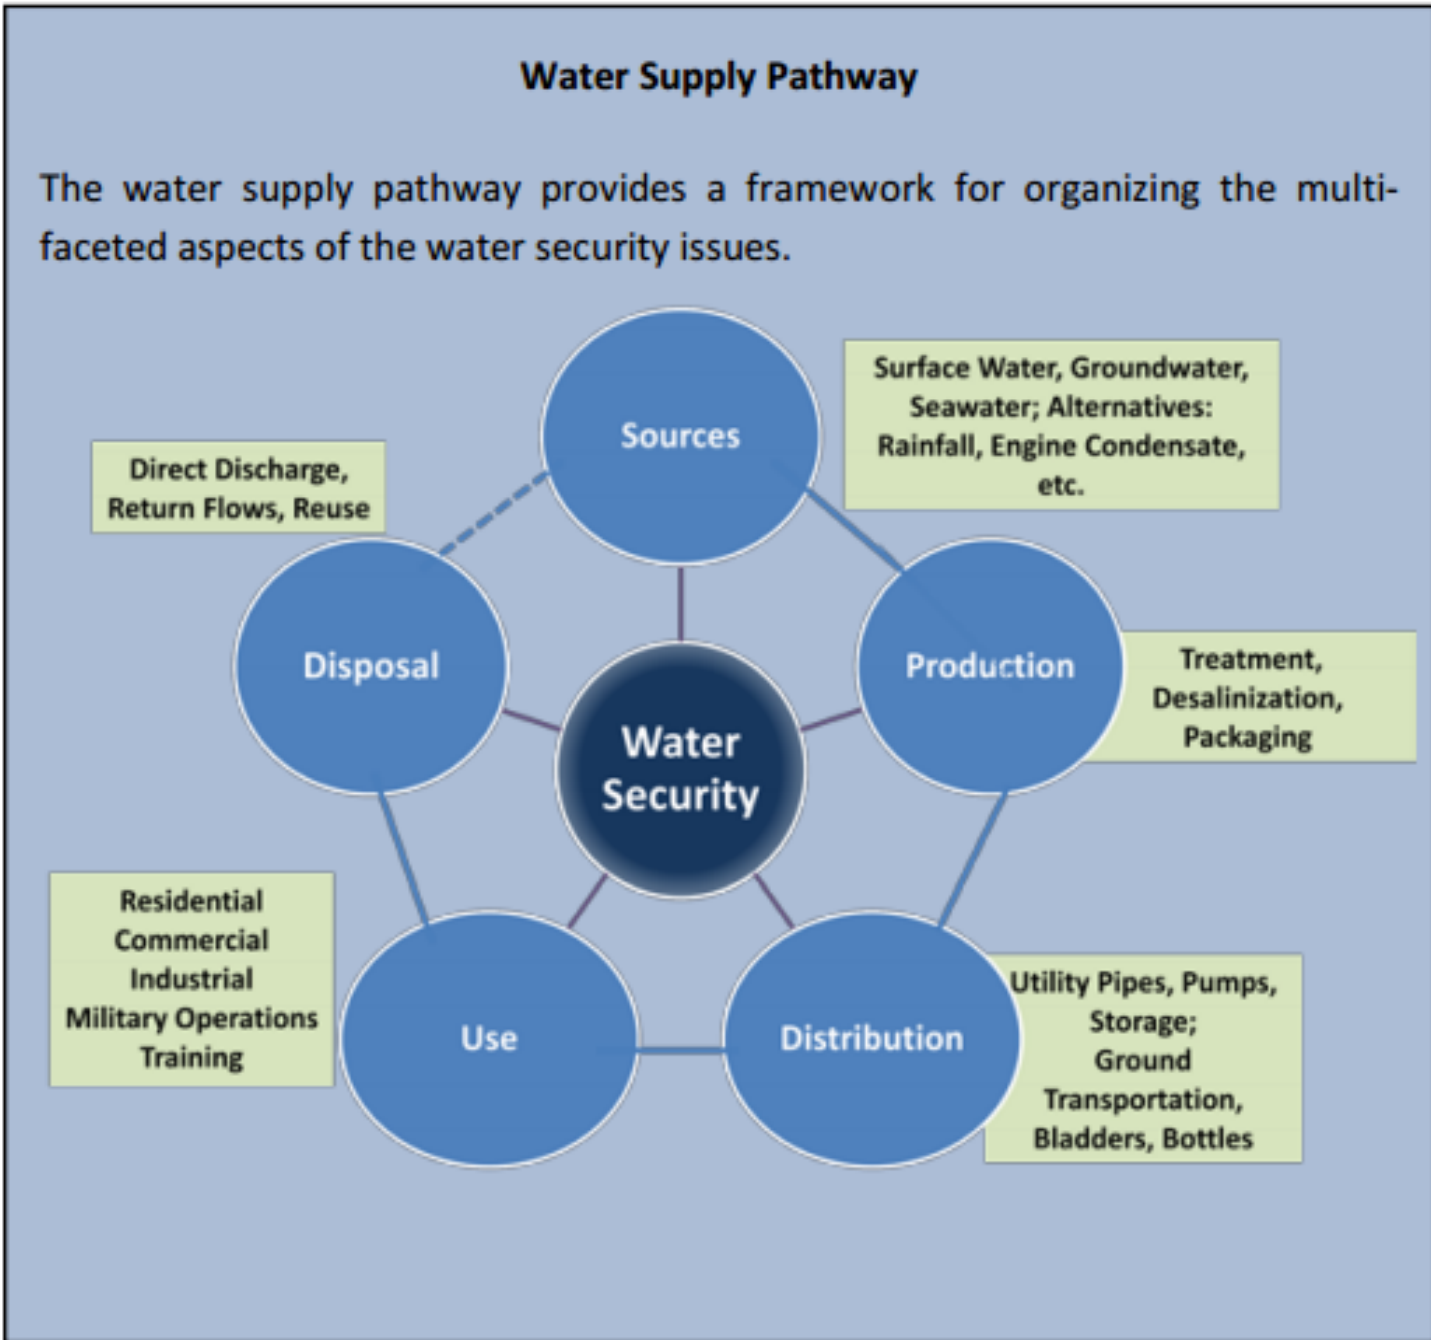 Water Supply Pathway
The water supply pathway provides a framework for organizing the multi-
faceted aspects of the water security issues.
Sources
Surface Water, Groundwater,
Seawater; Alternatives:
Rainfall, Engine Condensate,
etc.
Direct Discharge,
Return Flows, Reuse
Disposal
Production
Treatment,
Desalinization,
Packaging
Water
Security
Residential
Commercial
Industrial
Military Operations
Training
Use
Distribution
Utility Pipes, Pumps,
Storage;
Ground
Transportation,
Bladders, Bottles